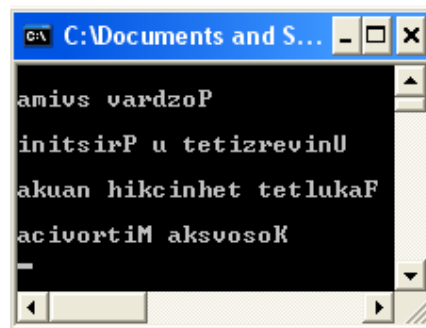 C:\Documents and S...
amivs vardzoP
initsirP u tetizrevinU
akuan hikcinhet tetlukaF
acivortiM aksvosoK